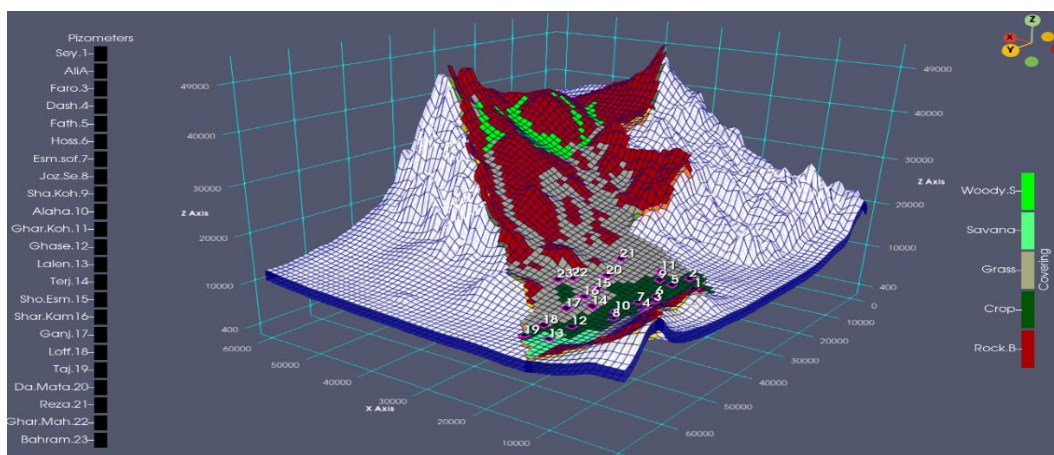 Pizometers
Sey.1
AliA
Faro.3
Dash.4
Fath.5
Hoss.6
Esm.sof.7
Joz.Se.8
Sha.Koh.9
Alaha.10
Ghar.Koh.11
Ghase.12
Lalen.13
Terj.14
Sho.Esm.15
Shar.Kam16
Ganj.17
Lotf.18
Taj.19
Da.Mata.20
Reza.21
Ghar.Mah.22
Bahram.23
49000
40000
30000
Z Axis
20000
10000
400
60000
50000
40000
30000
X Axis
20000
10000
49000
40000
30000
Z Axis
20000
10000
400
0
10000
20000
30000
40000
50000
60000
21
23 22 20
11
9
5
2
1
15
16
14
17
10
8
7
6
4
3
18
12
19
13
Z
X
Y
Woody.S
Savana
Grass
Crop
Rock.B
Covering